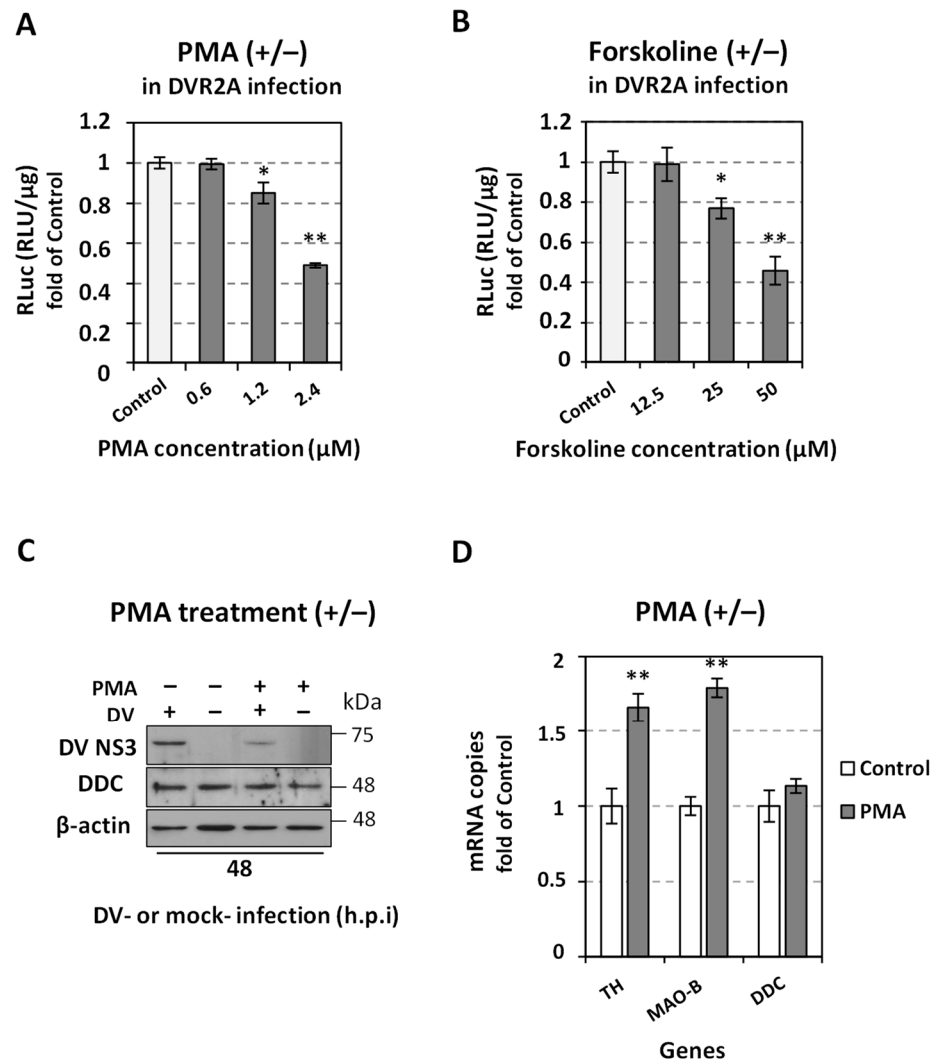 A
PMA (+/–)
in DVR2A infection
RLuc (RLU/μg)
fold of Control
1.2
1
0.8
0.6
0.4
0.2
0
*
**
Control
0.6
1.2
2.4
PMA concentration (μM)
B
Forskoline (+/–)
in DVR2A infection
RLuc (RLU/μg)
fold of Control
1.2
1
0.8
0.6
0.4
0.2
0
*
**
Control
12.5
25
50
Forskoline concentration (μM)
C
PMA treatment (+/–)
PMA – – + +
DV + – + –
kDa
DV NS3
75
DDC
48
β-actin
48
48
DV- or mock- infection (h.p.i)
D
PMA (+/–)
mRNA copies
fold of Control
2
1.5
1
0.5
0
**
**
Control
PMA
TH
MAO-B
DDC
Genes